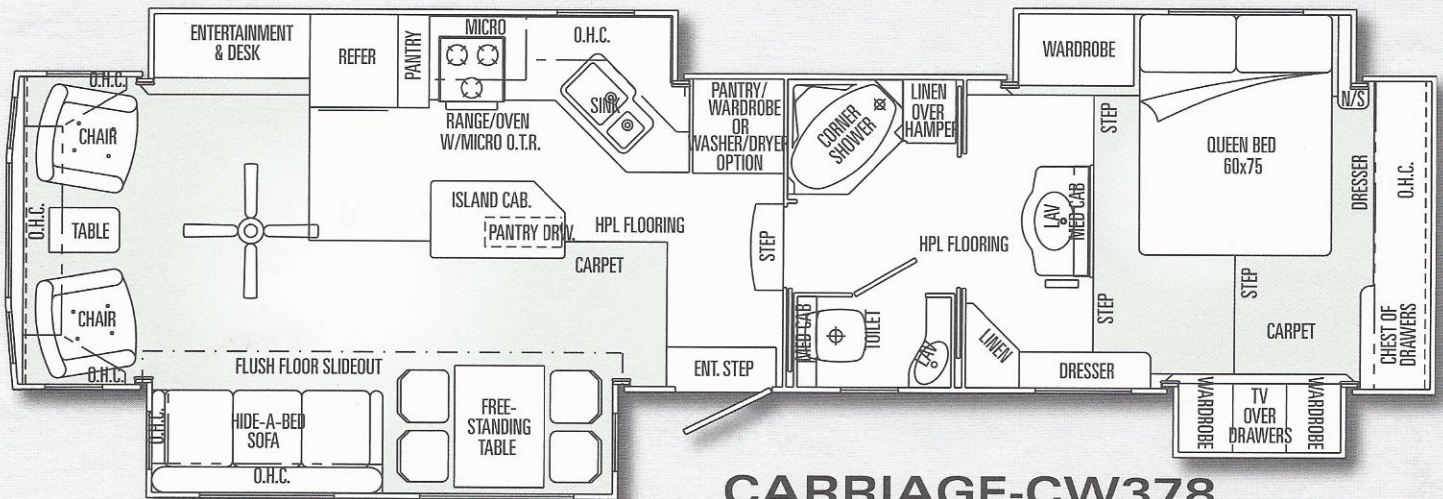 ENTERTAINMENT
& DESK
REFER
PANTRY
MICRO
O.H.C.
SINK
RANGE/OVEN
W/MICRO O.T.R.
PANTRY/
WARDROBE
OR
WASHER/DRYER
OPTION
CORNER
SHOWER
LINEN
OVER
HAMPER
WARDROBE
STEP
QUEEN BED
60x75
N/S
DRESSER
O.H.C.
O.H.C.
CHAIR
O.H.C.
TABLE
CHAIR
O.H.C.
ISLAND CAB.
PANTRY DRW.
HPL FLOORING
CARPET
STEP
HPL FLOORING
LAV
MED CAB
STEP
STEP
CARPET
CHEST OF
DRAWERS
FLUSH FLOOR SLIDEOUT
ENT. STEP
MED CAB
TOILET
LAV
LINEN
DRESSER
O.H.C.
HIDE-A-BED
SOFA
O.H.C.
FREE-
STANDING
TABLE
WARDROBE
TV
OVER
DRAWERS
WARDROBE
CARRIAGE-CW378